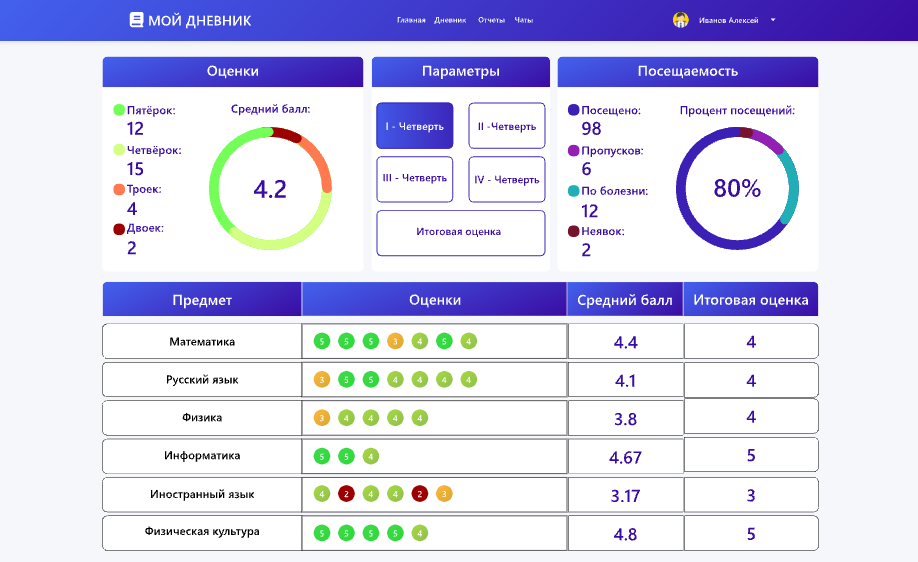 МОЙ ДНЕВНИК
Главная Дневник Отчеты Чаты
Иванов Алексей
Оценки
Пятёрок:
12
Четвёрок:
15
Троек:
4
Двоек:
2
Средний балл:
4.2
Параметры
I - Четверть
II -Четверть
III - Четверть
IV - Четверть
Итоговая оценка
Посещаемость
Посещено:
98
Пропусков:
6
По болезни:
12
Неявок:
2
Процент посещений:
80%
Предмет Оценки Средний балл Итоговая оценка
Математика 5 5 5 3 4 5 4 4.4 4
Русский язык 3 5 5 4 4 4 4 4.1 4
Физика 3 4 4 4 4 3.8 4
Информатика 5 5 4 4.67 5
Иностранный язык 4 2 4 4 2 3 3.17 3
Физическая культура 5 5 5 5 4 4.8 5